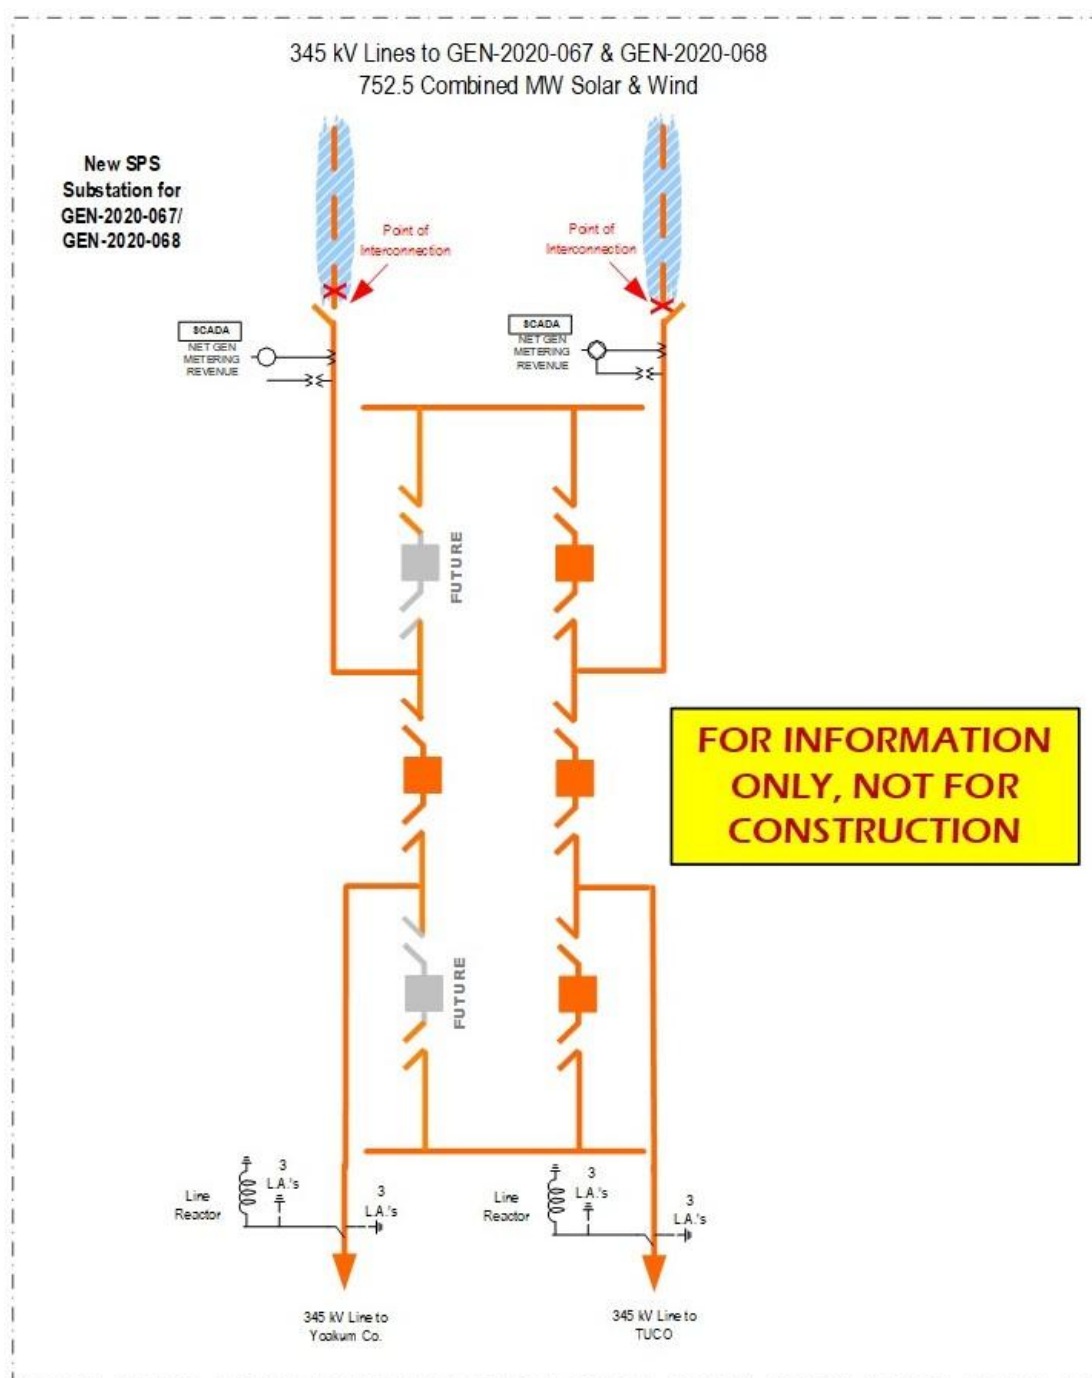 345 kV Lines to GEN-2020-067 & GEN-2020-068
752.5 Combined MW Solar & Wind
New SPS
Substation for
GEN-2020-067/
GEN-2020-068
Point of
Interconnection
Point of
Interconnection
SCADA
NET GEN
METERING
REVENUE
SCADA
NET GEN
METERING
REVENUE
FUTURE
FOR INFORMATION
ONLY, NOT FOR
CONSTRUCTION
FUTURE
Line
Reactor
3
L.A.'s
3
L.A.'s
Line
Reactor
3
L.A.'s
3
L.A.'s
345 kV Line to
Yoakum Co.
345 kV Line to
TUCO